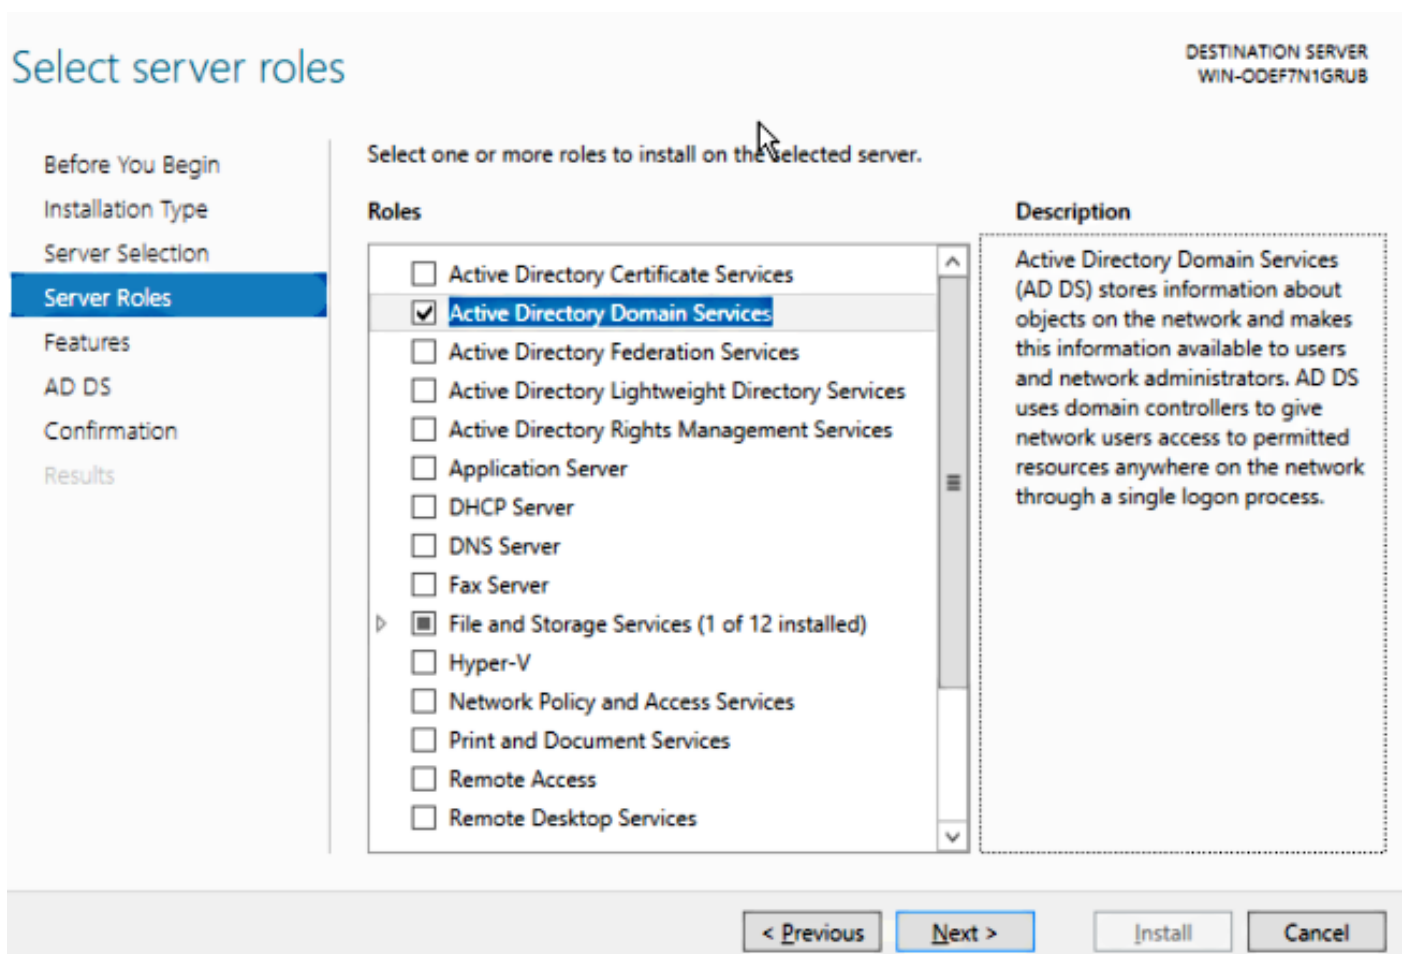 Select server roles
DESTINATION SERVER
WIN-ODEF7N1GRUB
Before You Begin
Installation Type
Server Selection
Server Roles
Features
AD DS
Confirmation
Results
Select one or more roles to install on the selected server.
Roles
Active Directory Certificate Services
Active Directory Domain Services
Active Directory Federation Services
Active Directory Lightweight Directory Services
Active Directory Rights Management Services
Application Server
DHCP Server
DNS Server
Fax Server
File and Storage Services (1 of 12 installed)
Hyper-V
Network Policy and Access Services
Print and Document Services
Remote Access
Remote Desktop Services
Description
Active Directory Domain Services
(AD DS) stores information about
objects on the network and makes
this information available to users
and network administrators. AD DS
uses domain controllers to give
network users access to permitted
resources anywhere on the network
through a single logon process.
< Previous
Next >
Install
Cancel